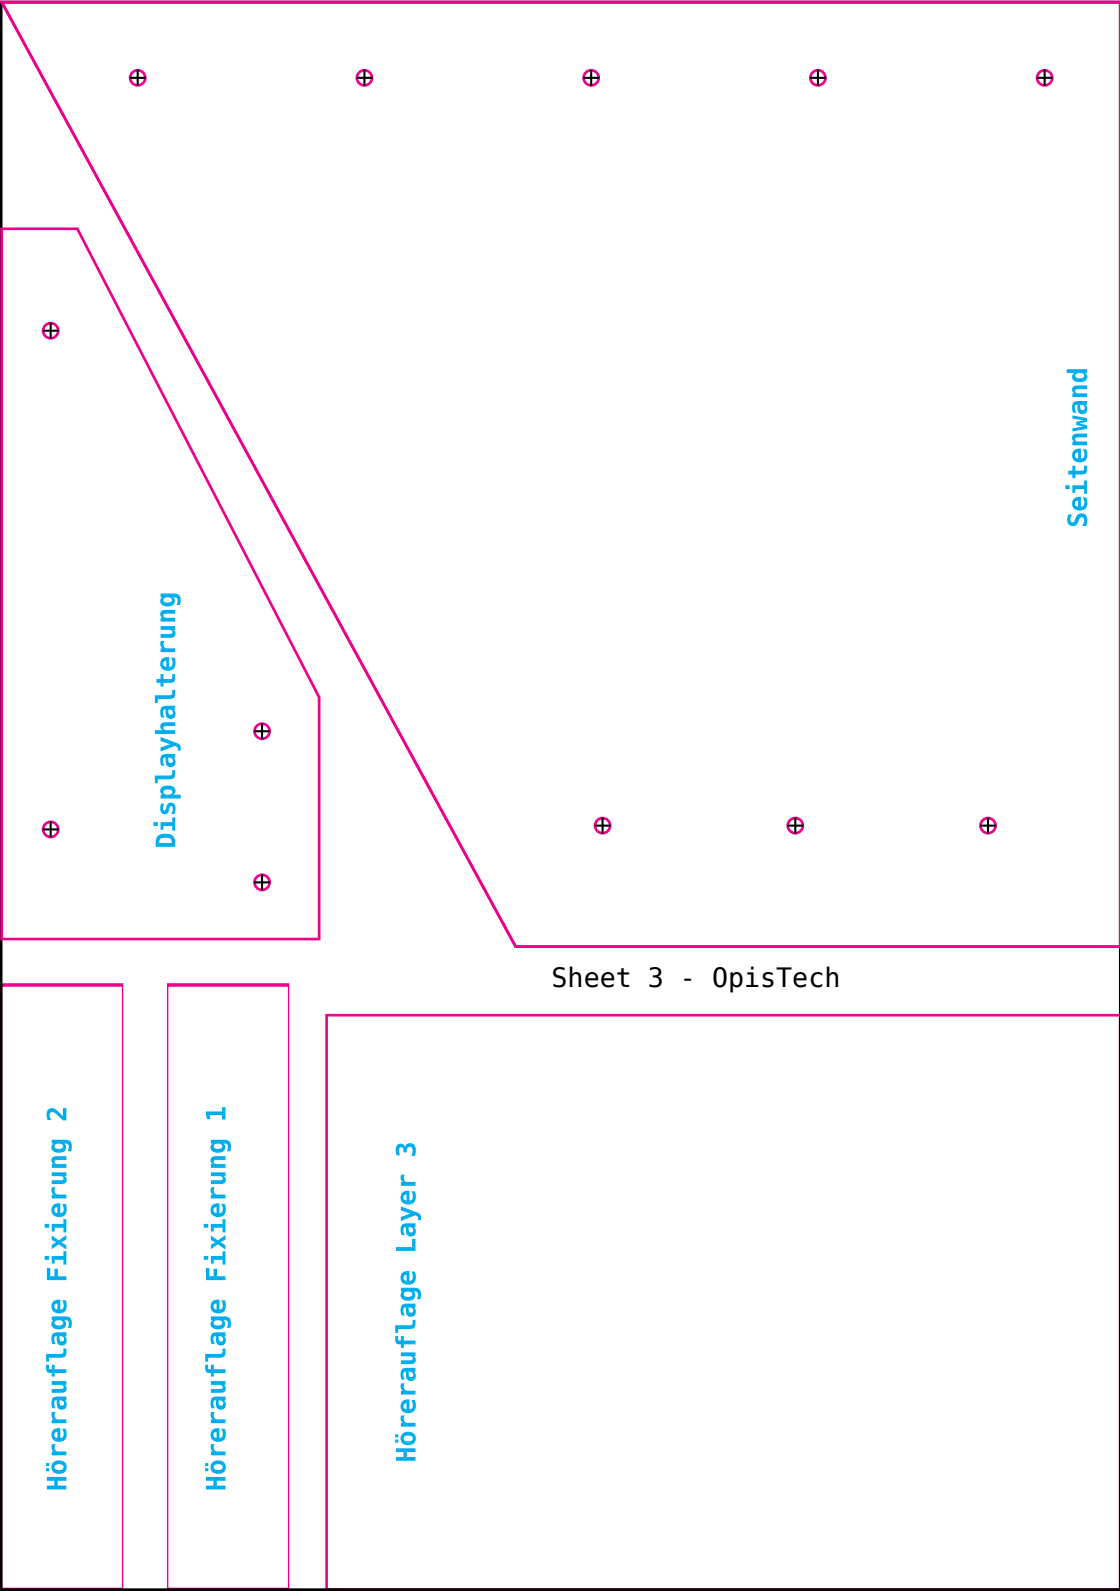 Seitenwand
Displayhalterung
Sheet 3 - OpisTech
Hörerauflage Fixierung 2
Hörerauflage Fixierung 1
Hörerauflage Layer 3